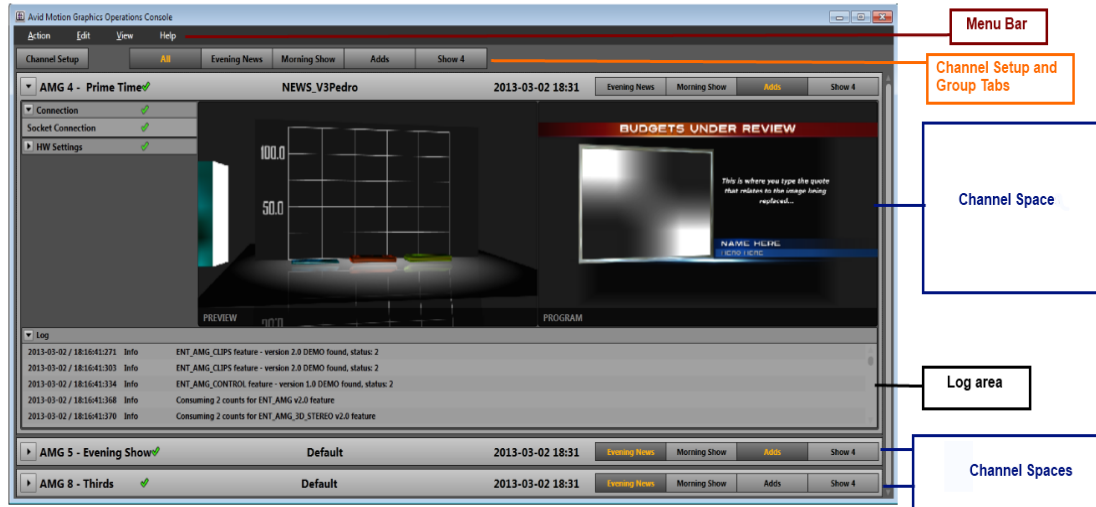 Avid Motion Graphics Operations Console
Action Edit View Help
Menu Bar
Channel Setup All Evening News Morning Show Adds Show 4
Channel Setup and
Group Tabs
AMG 4 - Prime Time NEWS_V3Pedro 2013-03-02 18:31 Evening News Morning Show Adds Show 4
Connection
Socket Connection
HW Settings
100.0
50.0
PREVIEW
BUDGETS UNDER REVIEW
This is where you type the quote
that relates to the image being
replaced...
NAME HERE
HERE
PROGRAM
Channel Space
Log
2013-03-02 / 18:16:41:271 Info ENT_AMG_CLIPS feature - version 2.0 DEMO found, status: 2
2013-03-02 / 18:16:41:303 Info ENT_AMG_CLIPS feature - version 2.0 DEMO found, status: 2
2013-03-02 / 18:16:41:334 Info ENT_AMG_CONTROL feature - version 1.0 DEMO found, status: 2
2013-03-02 / 18:16:41:368 Info Consuming 2 counts for ENT_AMG v2.0 feature
2013-03-02 / 18:16:41:370 Info Consuming 2 counts for ENT_AMG_3D_STEREO v2.0 feature
Log area
AMG 5 - Evening Show Default 2013-03-02 18:31 Evening News Morning Show Adds Show 4
AMG 8 - Thirds Default 2013-03-02 18:31 Evening News Morning Show Adds Show 4
Channel Spaces